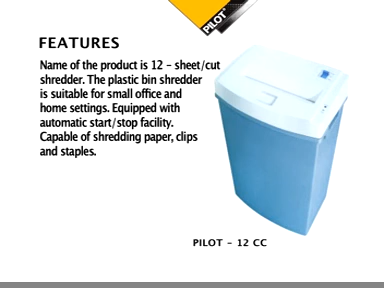 PILOT
FEATURES
Name of the product is 12 - sheet/cut
shredder. The plastic bin shredder
is suitable for small office and
home settings. Equipped with
automatic start/stop facility.
Capable of shredding paper, clips
and staples.
PILOT - 12 CC